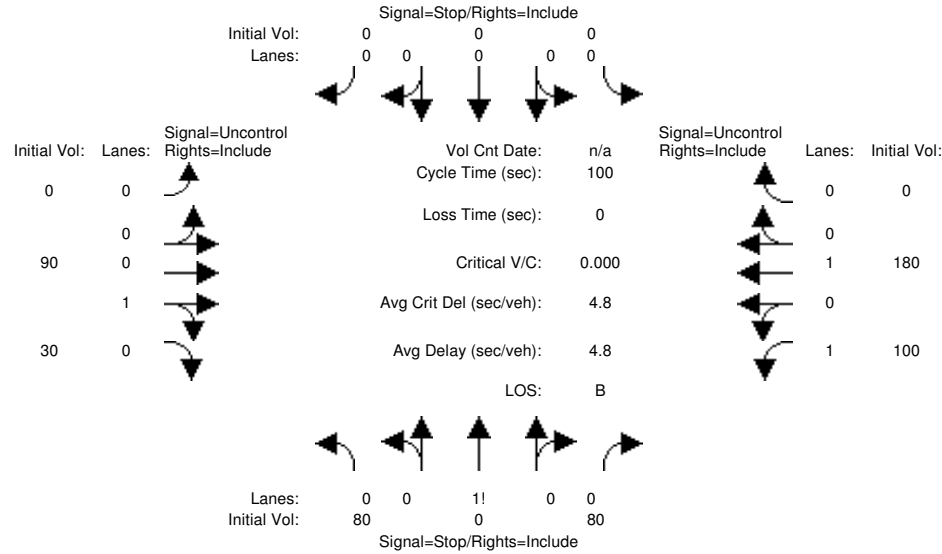 Signal=Stop/Rights=Include
Initial Vol: 0 0 0
Lanes: 0 0 0 0 0
Signal=Uncontrol Signal=Uncontrol
Initial Vol: Lanes: Rights=Include Vol Cnt Date: n/a Rights=Include Lanes: Initial Vol:
Cycle Time (sec): 100
0 0 0 0
Loss Time (sec): 0
0 0
90 0 Critical V/C: 0.000 1 180
1 Avg Crit Del (sec/veh): 4.8 0
30 0 Avg Delay (sec/veh): 4.8 1 100
LOS: B
Lanes: 0 0 1! 0 0
Initial Vol: 80 0 80
Signal=Stop/Rights=Include